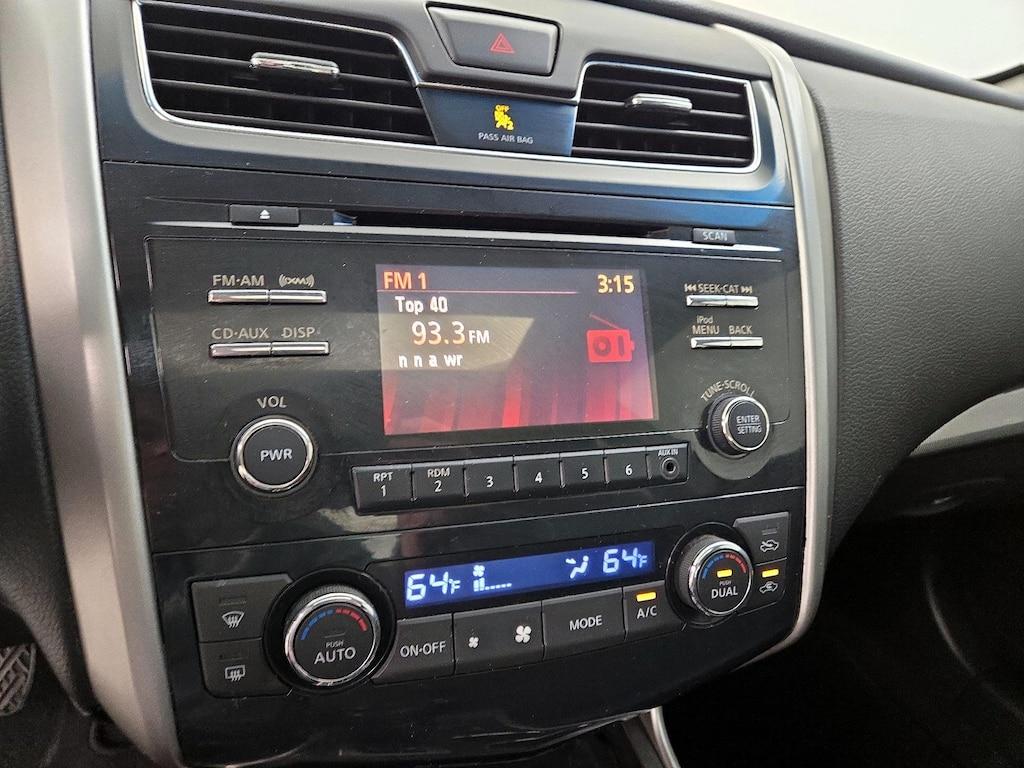 OFF
PASS AIR BAG
SCAN
FM·AM ((XM))
SEEK·CAT
CD·AUX DISP
iPod
MENU BACK
FM 1 3:15
Top 40
93.3 FM
n n a wr
VOL
PWR
TUNE·SCROLL
ENTER
SETTING
RPT 1
RDM 2
3
4
5
6
AUX IN
64°F 64°F
PUSH
AUTO
ON·OFF
MODE
A/C
PUSH
DUAL